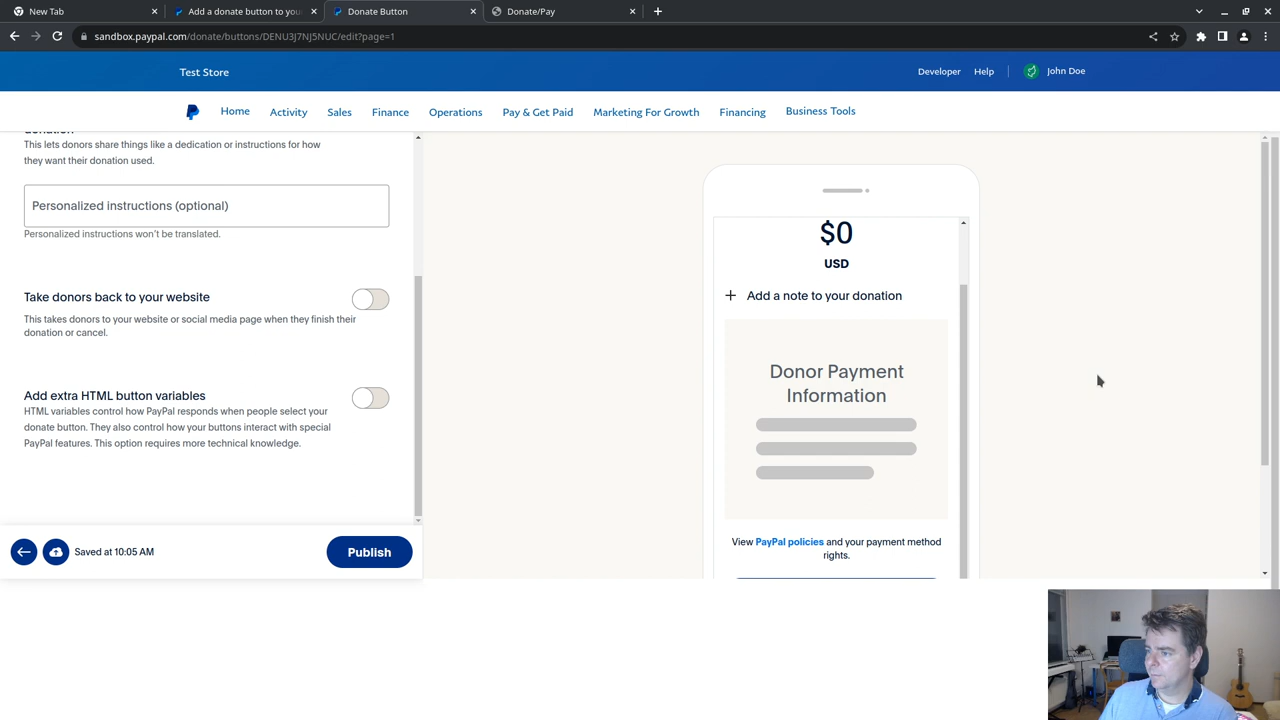 New Tab
Add a donate button to you
Donate Button
Donate/Pay
sandbox.paypal.com/donate/buttons/DENU3J7NJ5NUC/edit?page=1
Test Store
Developer
Help
John Doe
Home
Activity
Sales
Finance
Operations
Pay & Get Paid
Marketing For Growth
Financing
Business Tools
donation
This lets donors share things like a dedication or instructions for how
they want their donation used.
Personalized instructions (optional)
Personalized instructions won't be translated.
Take donors back to your website
This takes donors to your website or social media page when they finish their
donation or cancel.
Add extra HTML button variables
HTML variables control how PayPal responds when people select your
donate button. They also control how your buttons interact with special
PayPal features. This option requires more technical knowledge.
Saved at 10:05 AM
Publish
$0
USD
Add a note to your donation
Donor Payment
Information
View PayPal policies and your payment method
rights.